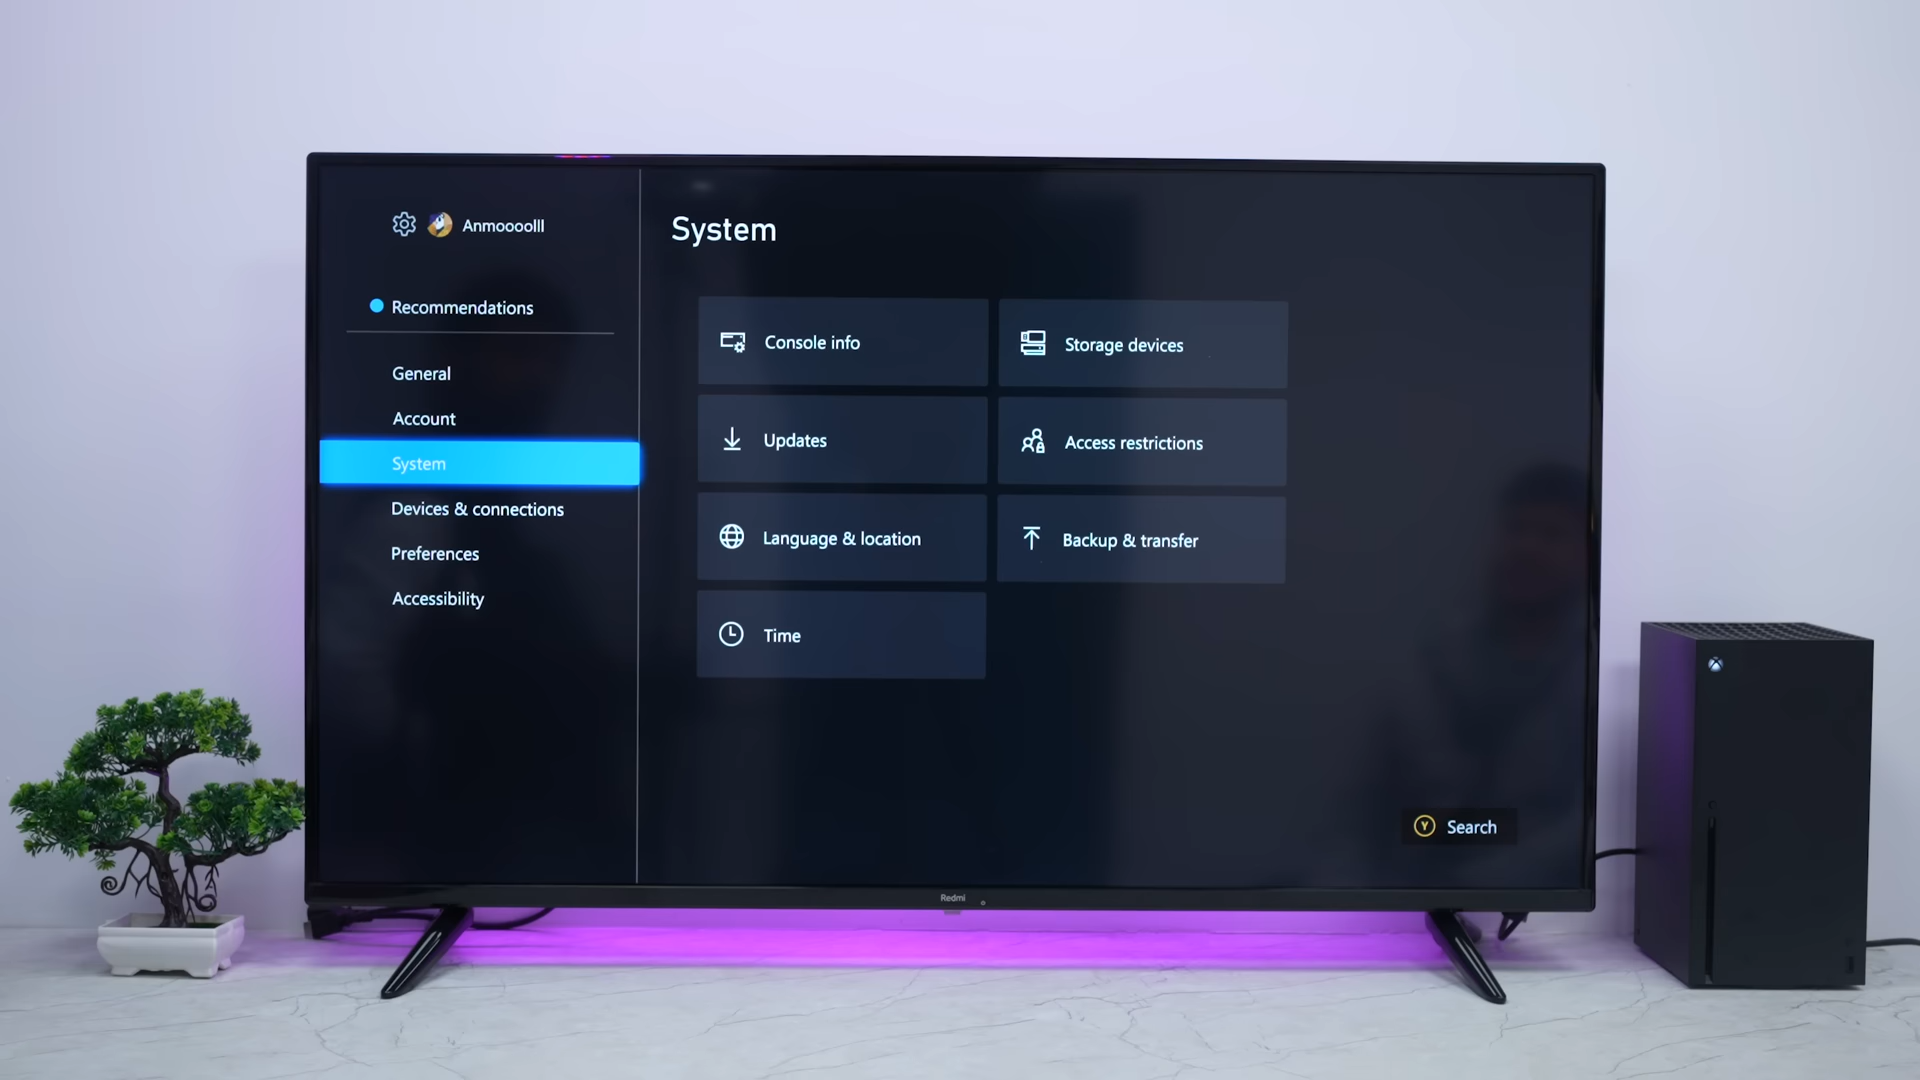 Anmoooolll
Recommendations
General
Account
System
Devices & connections
Preferences
Accessibility
System
Console info
Storage devices
Updates
Access restrictions
Language & location
Backup & transfer
Time
Y Search
Redmi